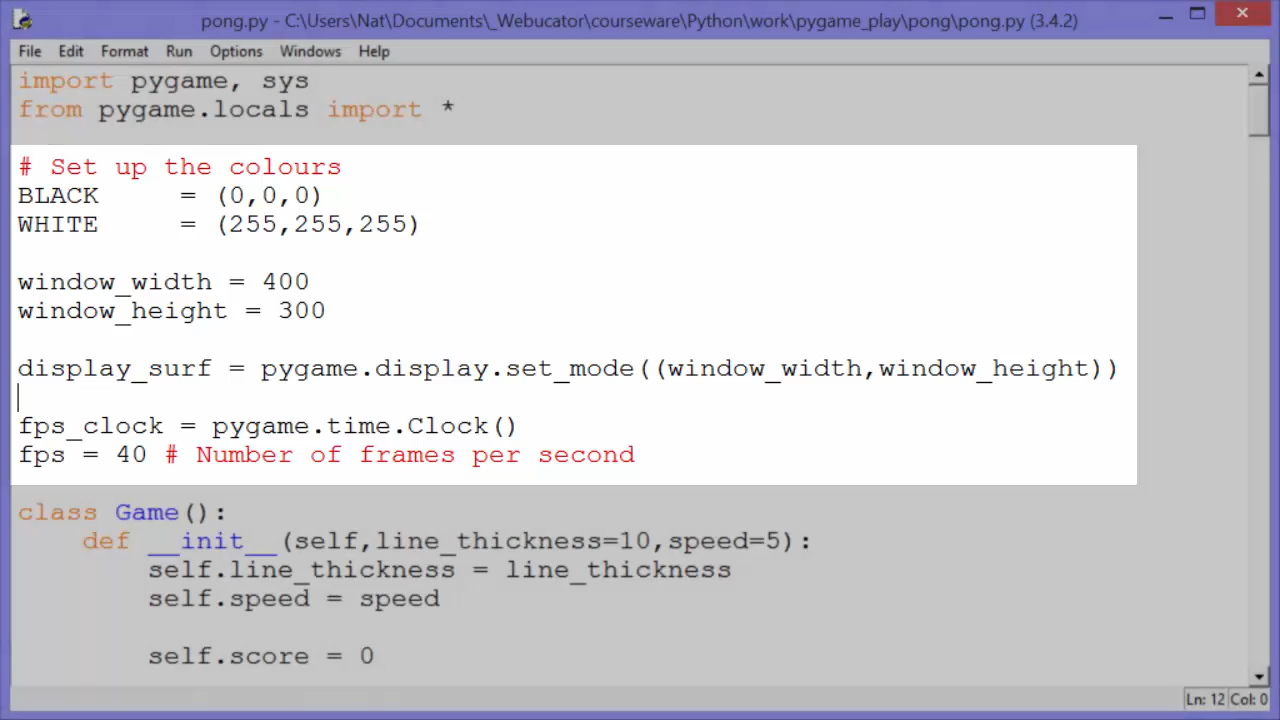 pong.py - C:\Users\Nat\Documents\_Webucator\courseware\Python\work\pygame_play\pong\pong.py (3.4.2)
File Edit Format Run Options Windows Help
import pygame, sys
from pygame.locals import *
# Set up the colours
BLACK     = (0,0,0)
WHITE     = (255,255,255)
window_width = 400
window_height = 300
display_surf = pygame.display.set_mode((window_width,window_height))
fps_clock = pygame.time.Clock()
fps = 40 # Number of frames per second
class Game():
    def __init__(self,line_thickness=10,speed=5):
        self.line_thickness = line_thickness
        self.speed = speed
        self.score = 0
Ln: 12 Col: 0